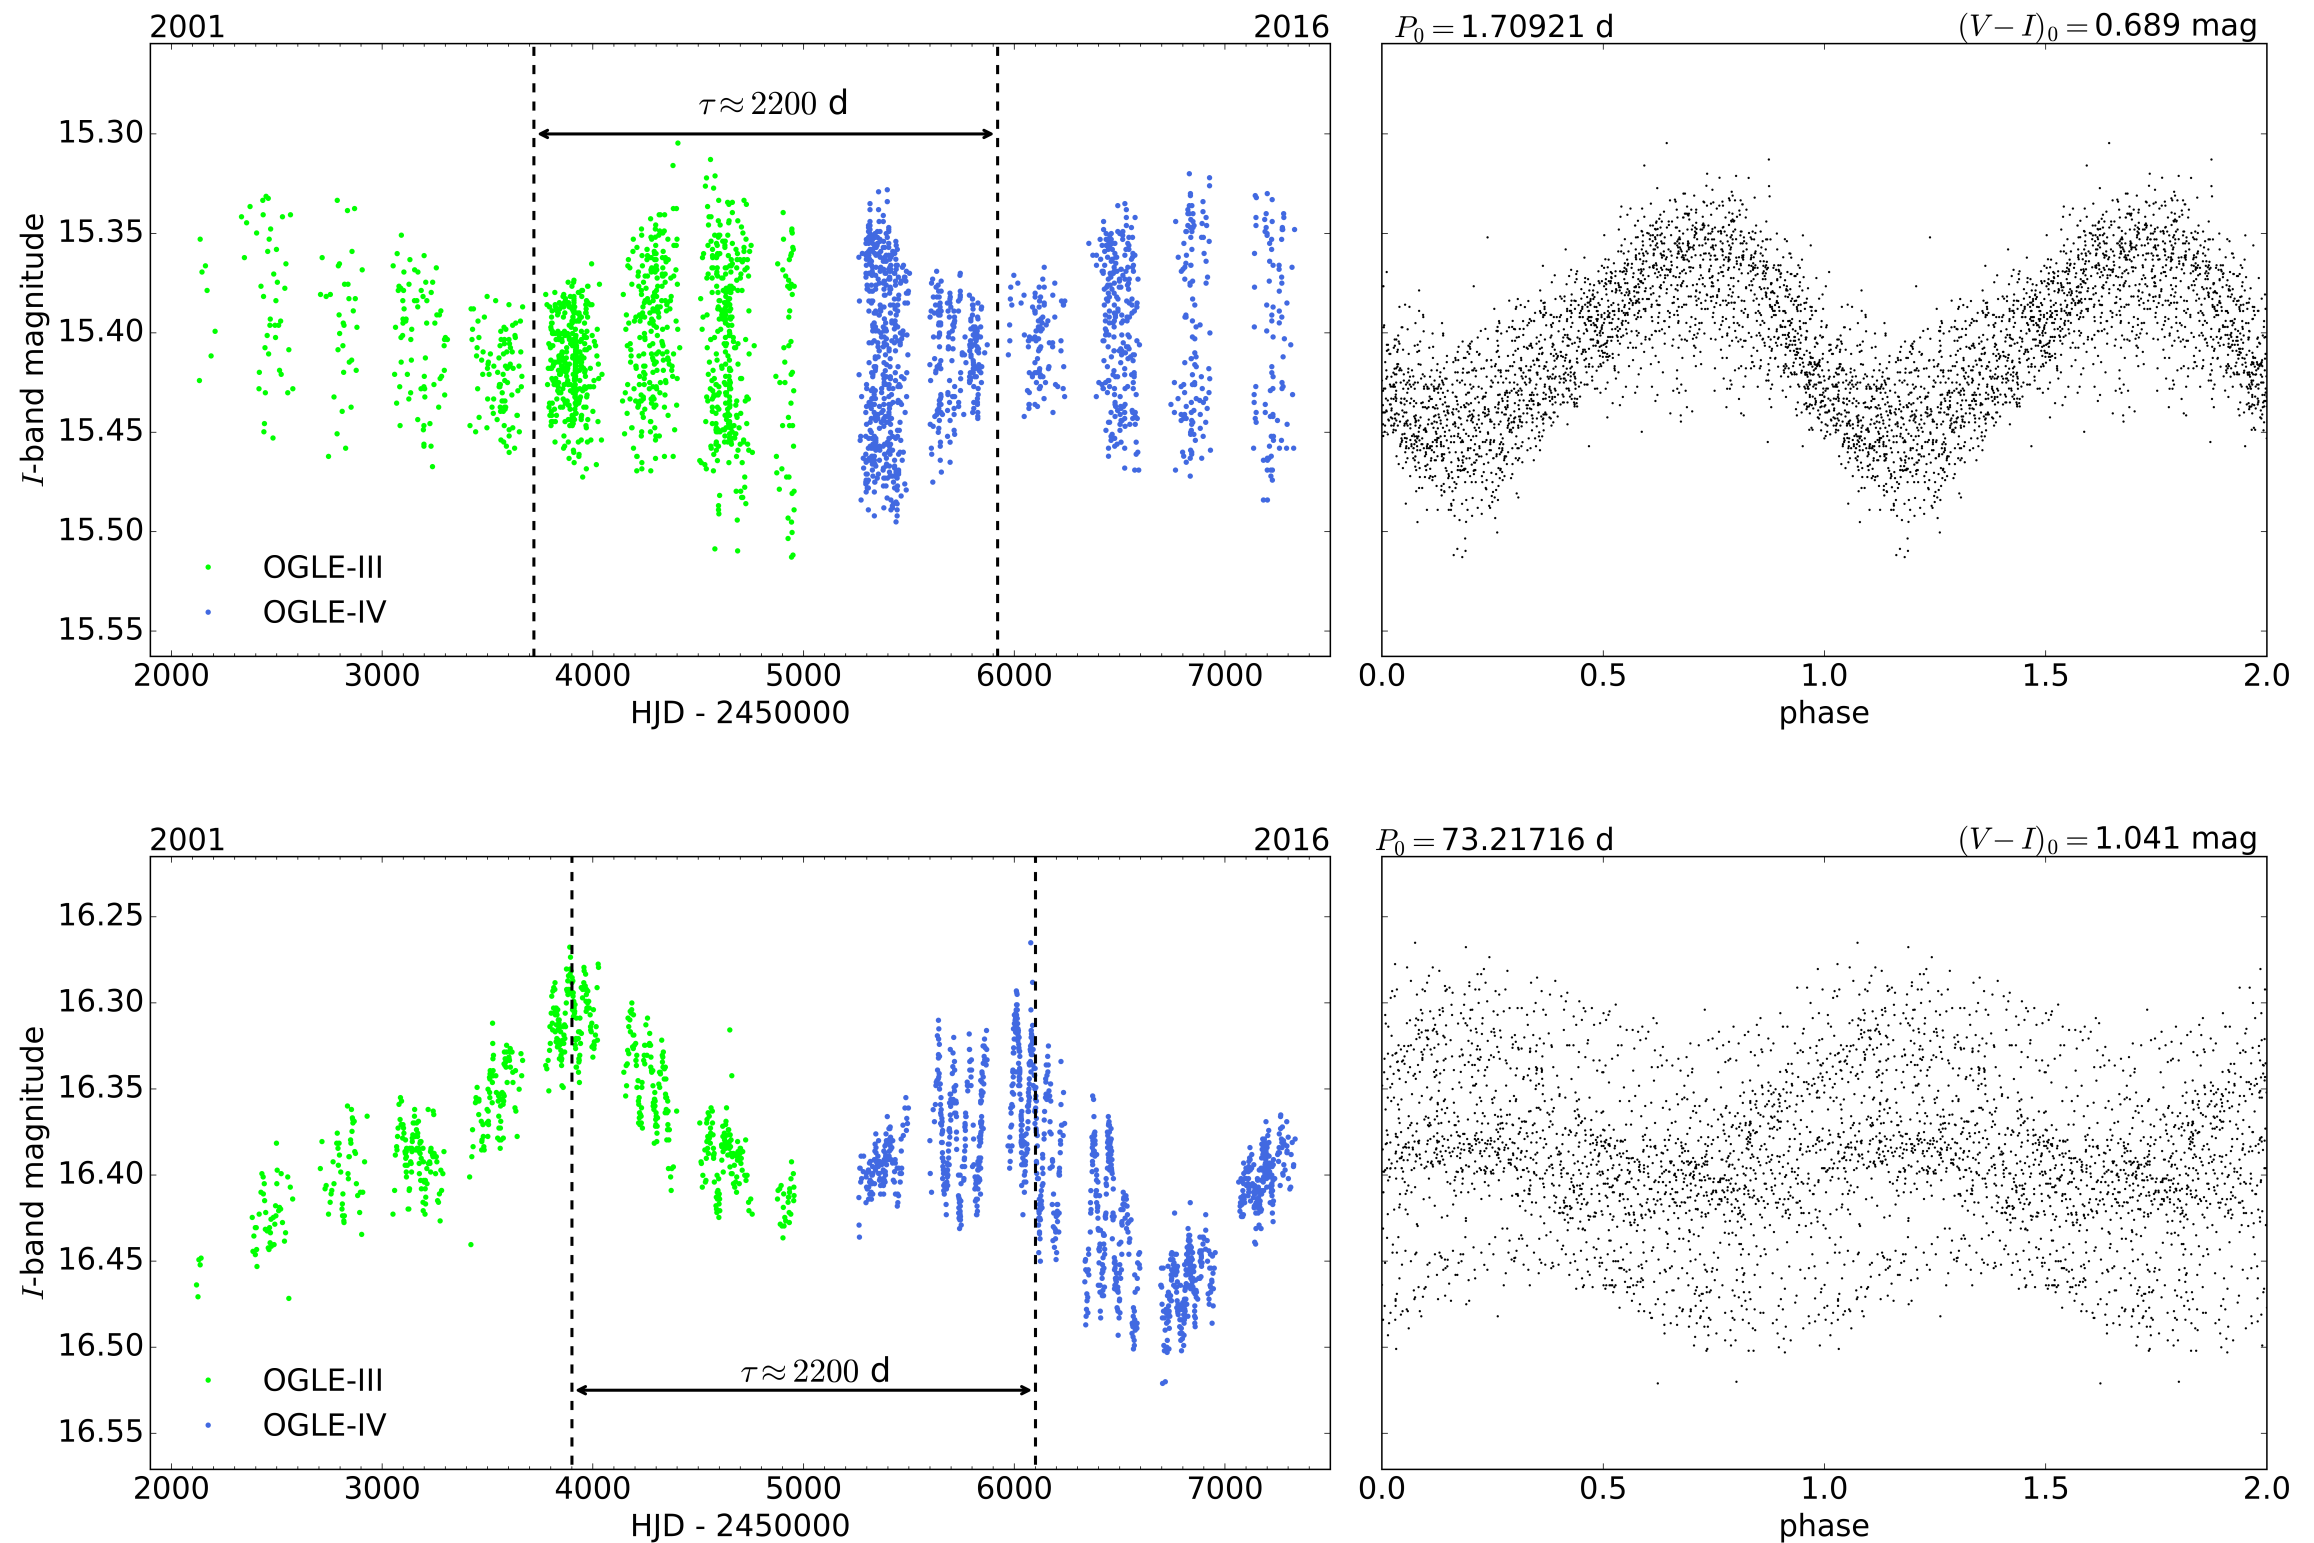 2001 2016
P₀ = 1.70921 d (V − I)₀ = 0.689 mag
τ ≈ 2200 d
15.30
15.35
15.40
15.45
15.50
15.55
I-band magnitude
OGLE-III
OGLE-IV
2000 3000 4000 5000 6000 7000
HJD - 2450000
0.0 0.5 1.0 1.5 2.0
phase
2001 2016
P₀ = 73.21716 d (V − I)₀ = 1.041 mag
16.25
16.30
16.35
16.40
16.45
16.50
16.55
I-band magnitude
τ ≈ 2200 d
OGLE-III
OGLE-IV
2000 3000 4000 5000 6000 7000
HJD - 2450000
0.0 0.5 1.0 1.5 2.0
phase